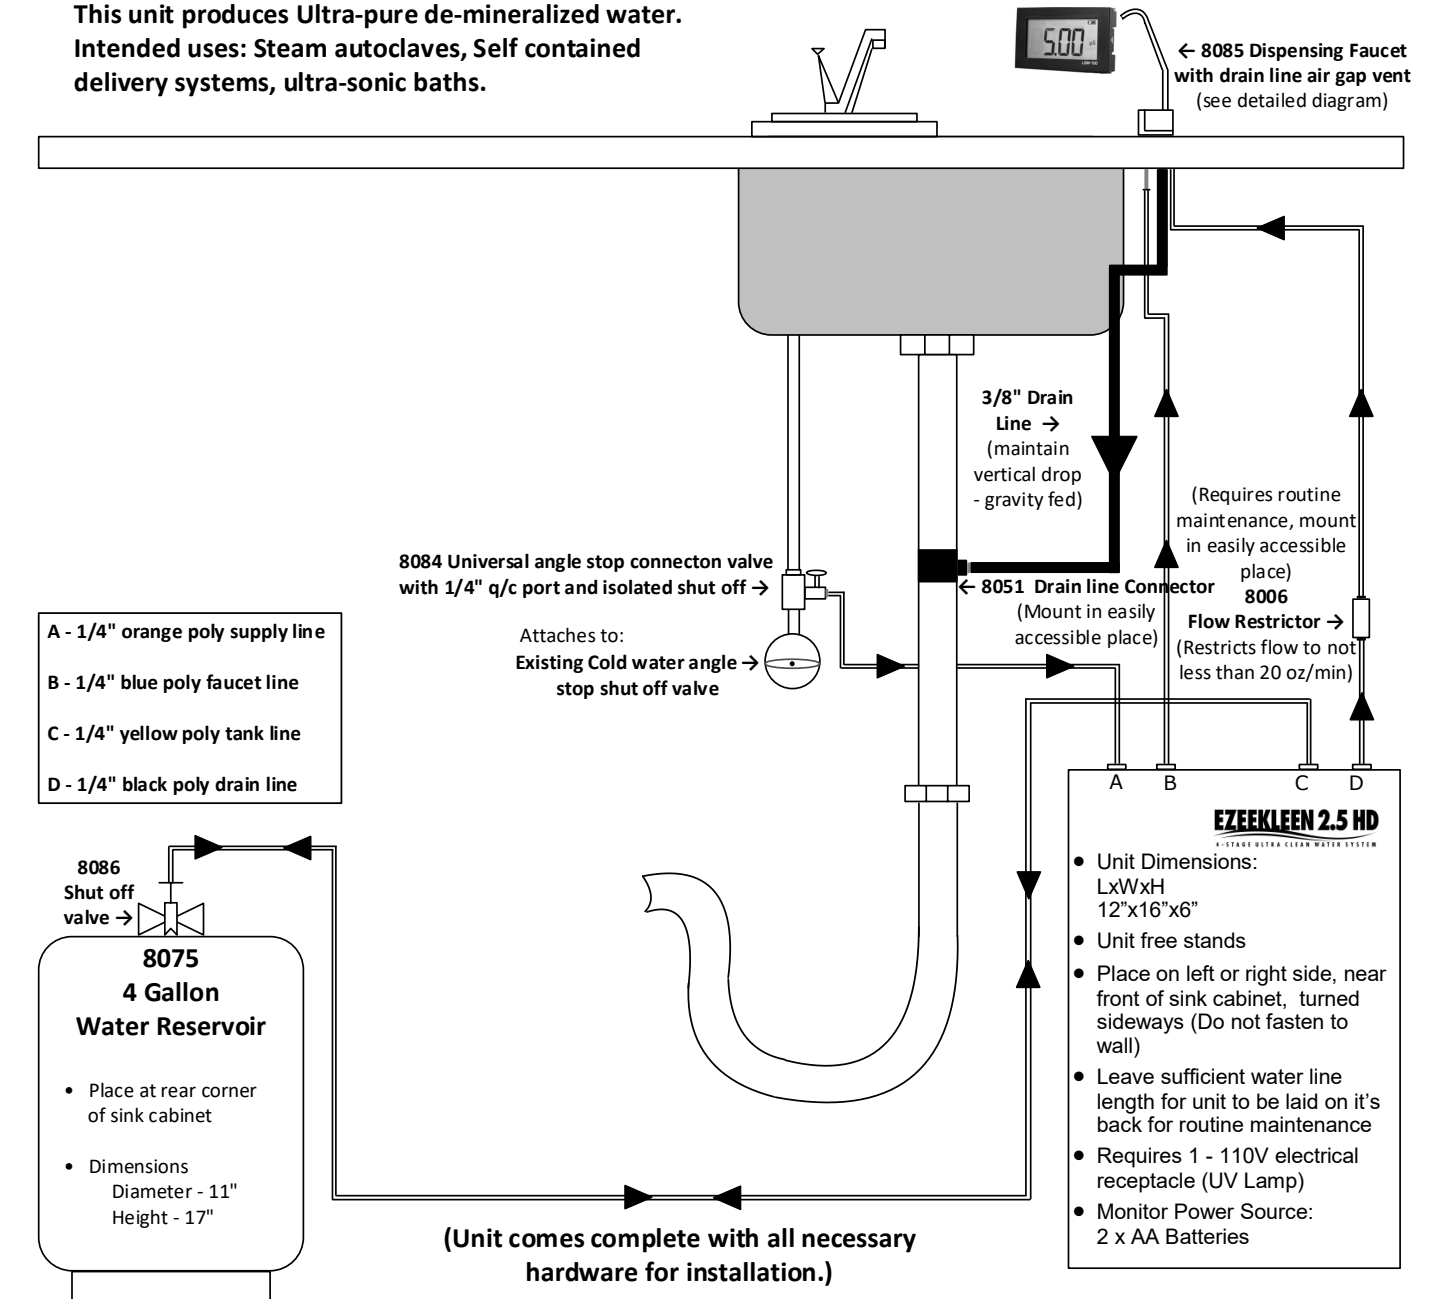 This unit produces Ultra-pure de-mineralized water.
Intended uses: Steam autoclaves, Self contained
delivery systems, ultra-sonic baths.
5.00
µS
← 8085 Dispensing Faucet
with drain line air gap vent
(see detailed diagram)
3/8" Drain
Line →
(maintain
vertical drop
- gravity fed)
(Requires routine
maintenance, mount
in easily accessible
place)
8006
Flow Restrictor →
(Restricts flow to not
less than 20 oz/min)
8084 Universal angle stop connecton valve
with 1/4" q/c port and isolated shut off →
← 8051 Drain line Connector
(Mount in easily
accessible place)
Attaches to:
Existing Cold water angle →
stop shut off valve
A - 1/4" orange poly supply line
B - 1/4" blue poly faucet line
C - 1/4" yellow poly tank line
D - 1/4" black poly drain line
A B C D
EZEEKLEEN 2.5 HD
4-STAGE ULTRA CLEAN WATER SYSTEM
• Unit Dimensions:
LxWxH
12”x16”x6”
• Unit free stands
• Place on left or right side, near
front of sink cabinet, turned
sideways (Do not fasten to
wall)
• Leave sufficient water line
length for unit to be laid on it’s
back for routine maintenance
• Requires 1 - 110V electrical
receptacle (UV Lamp)
• Monitor Power Source:
2 x AA Batteries
8086
Shut off
valve →
8075
4 Gallon
Water Reservoir
• Place at rear corner
of sink cabinet
• Dimensions
Diameter - 11"
Height - 17"
(Unit comes complete with all necessary
hardware for installation.)